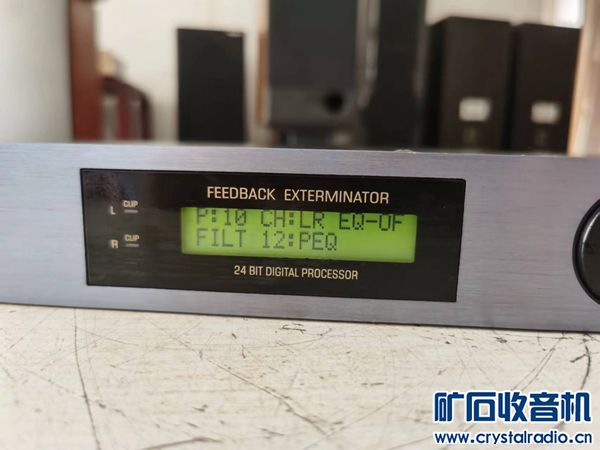 FEEDBACK EXTERMINATOR
L CLIP
P:10 CH:LR EQ-OF
R CLIP
FILT 12:PEQ
24 BIT DIGITAL PROCESSOR
矿石收音机
www.crystalradio.cn